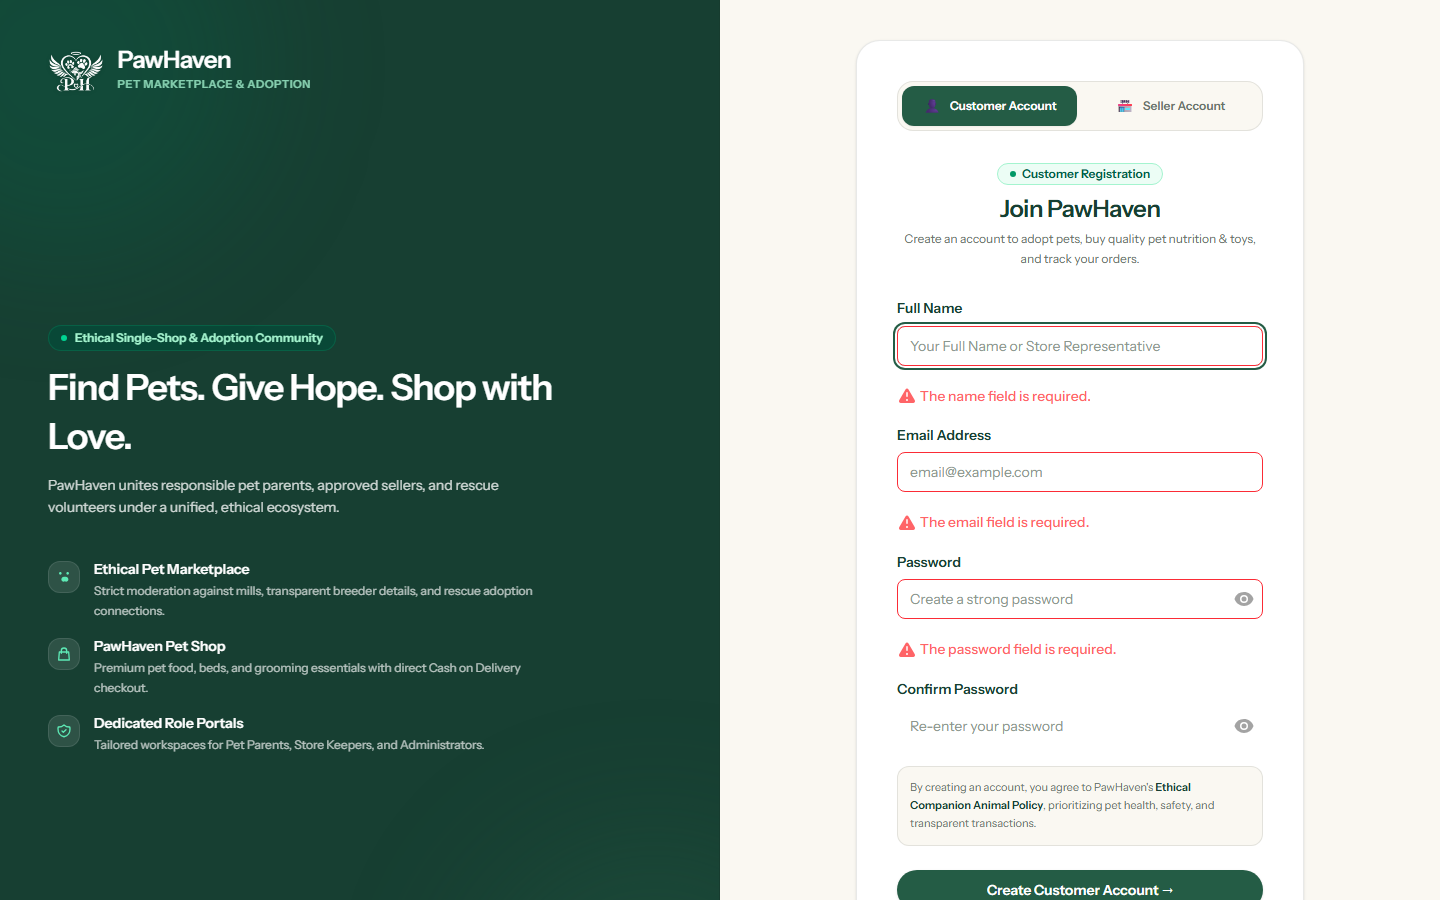 PawHaven
PET MARKETPLACE & ADOPTION
Ethical Single-Shop & Adoption Community
Find Pets. Give Hope. Shop with
Love.
PawHaven unites responsible pet parents, approved sellers, and rescue
volunteers under a unified, ethical ecosystem.
Ethical Pet Marketplace
Strict moderation against mills, transparent breeder details, and rescue adoption
connections.
PawHaven Pet Shop
Premium pet food, beds, and grooming essentials with direct Cash on Delivery
checkout.
Dedicated Role Portals
Tailored workspaces for Pet Parents, Store Keepers, and Administrators.
Customer Account
Seller Account
Customer Registration
Join PawHaven
Create an account to adopt pets, buy quality pet nutrition & toys,
and track your orders.
Full Name
Your Full Name or Store Representative
The name field is required.
Email Address
email@example.com
The email field is required.
Password
Create a strong password
The password field is required.
Confirm Password
Re-enter your password
By creating an account, you agree to PawHaven's Ethical
Companion Animal Policy, prioritizing pet health, safety, and
transparent transactions.
Create Customer Account →